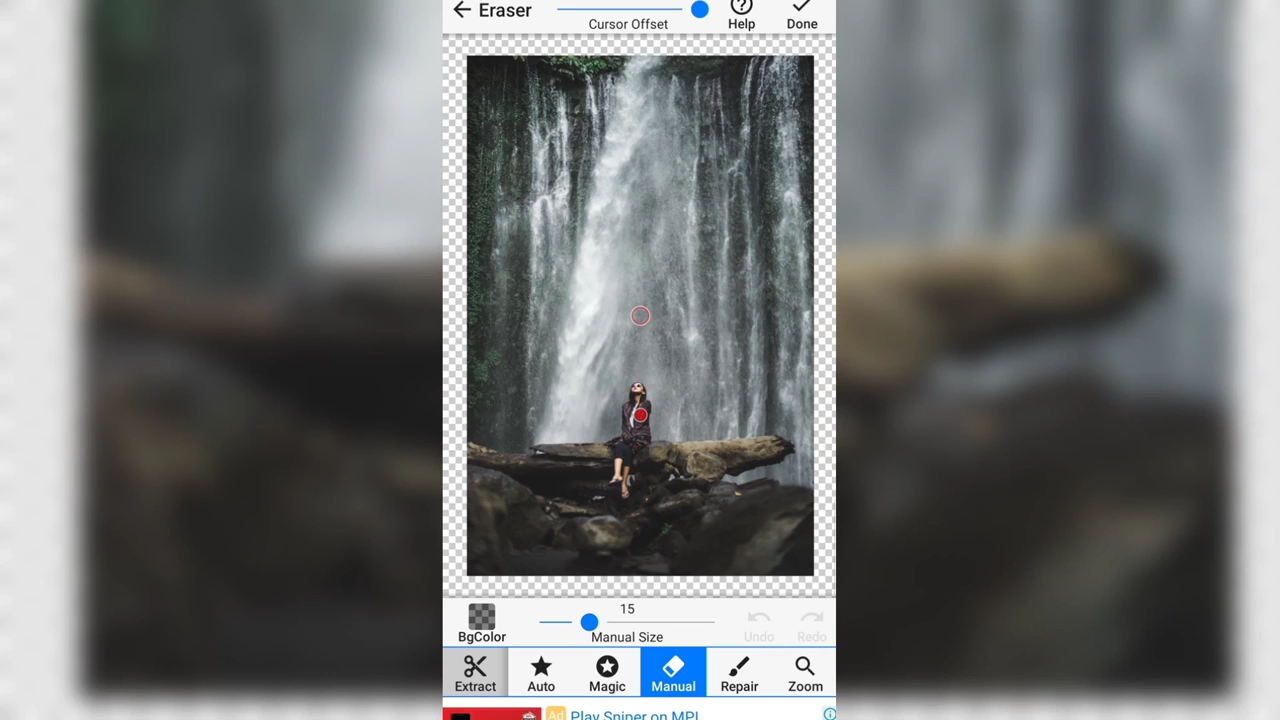 Eraser
Cursor Offset
Help
Done
15
BgColor
Manual Size
Undo
Redo
Extract
Auto
Magic
Manual
Repair
Zoom
Ad Play Sniper on MPL